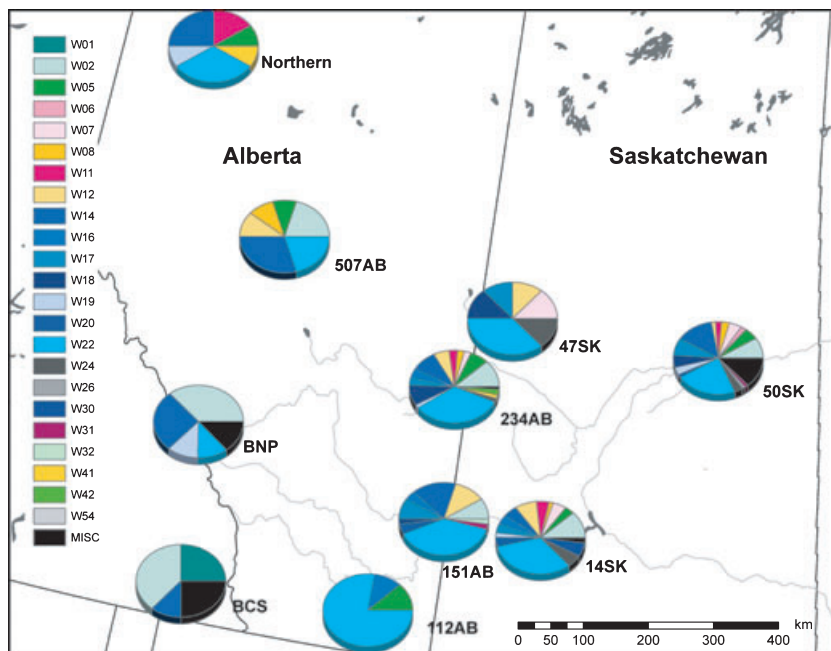 W01
W02
W05
W06
W07
W08
W11
W12
W14
W16
W17
W18
W19
W20
W22
W24
W26
W30
W31
W32
W41
W42
W54
MISC
Northern
Alberta
Saskatchewan
507AB
47SK
50SK
234AB
BNP
151AB
14SK
BCS
112AB
km
0 50 100 200 300 400